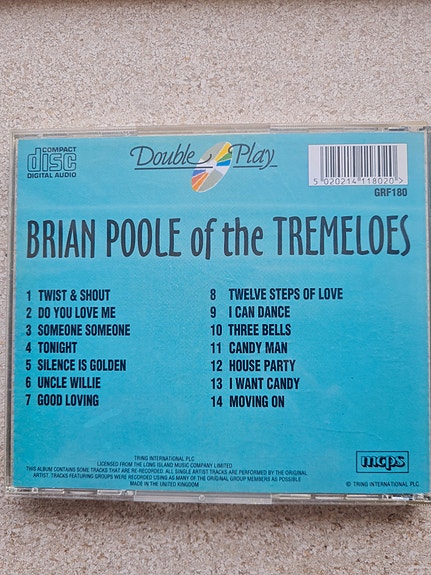 COMPACT
disc
DIGITAL AUDIO
Double Play
5 020214 118020 >
GRF180
BRIAN POOLE of the TREMELOES
1 TWIST & SHOUT
2 DO YOU LOVE ME
3 SOMEONE SOMEONE
4 TONIGHT
5 SILENCE IS GOLDEN
6 UNCLE WILLIE
7 GOOD LOVING
8 TWELVE STEPS OF LOVE
9 I CAN DANCE
10 THREE BELLS
11 CANDY MAN
12 HOUSE PARTY
13 I WANT CANDY
14 MOVING ON
TRING INTERNATIONAL PLC
LICENSED FROM THE LONG ISLAND MUSIC COMPANY LIMITED
THIS ALBUM CONTAINS SOME TRACKS THAT ARE RE-RECORDED. ALL SINGLE ARTIST TRACKS ARE PERFORMED BY THE ORIGINAL
ARTIST. TRACKS FEATURING GROUPS WERE RECORDED USING AS MANY OF THE ORIGINAL GROUP MEMBERS AS POSSIBLE
MADE IN THE UNITED KINGDOM
mcps
© TRING INTERNATIONAL PLC